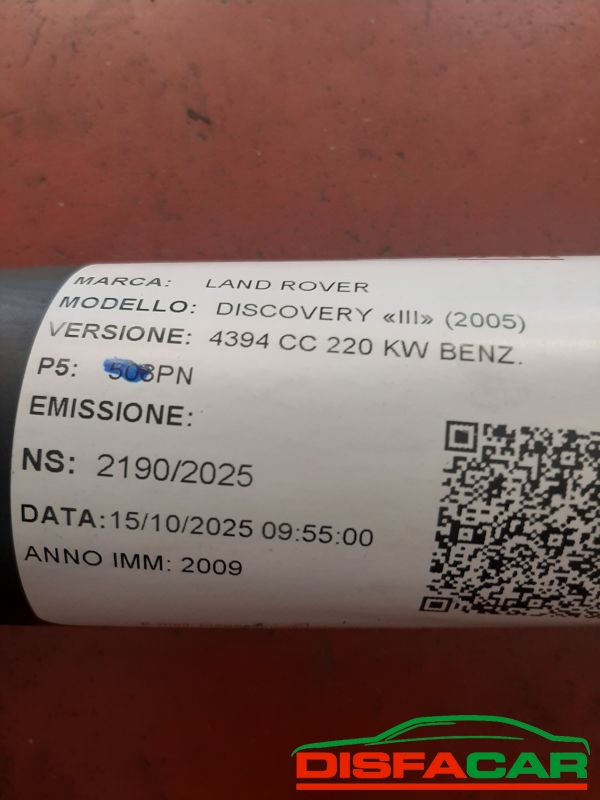 MARCA: LAND ROVER
MODELLO: DISCOVERY «III» (2005)
VERSIONE: 4394 CC 220 KW BENZ.
P5: 508PN
EMISSIONE:
NS: 2190/2025
DATA:15/10/2025 09:55:00
ANNO IMM: 2009
DISFACAR